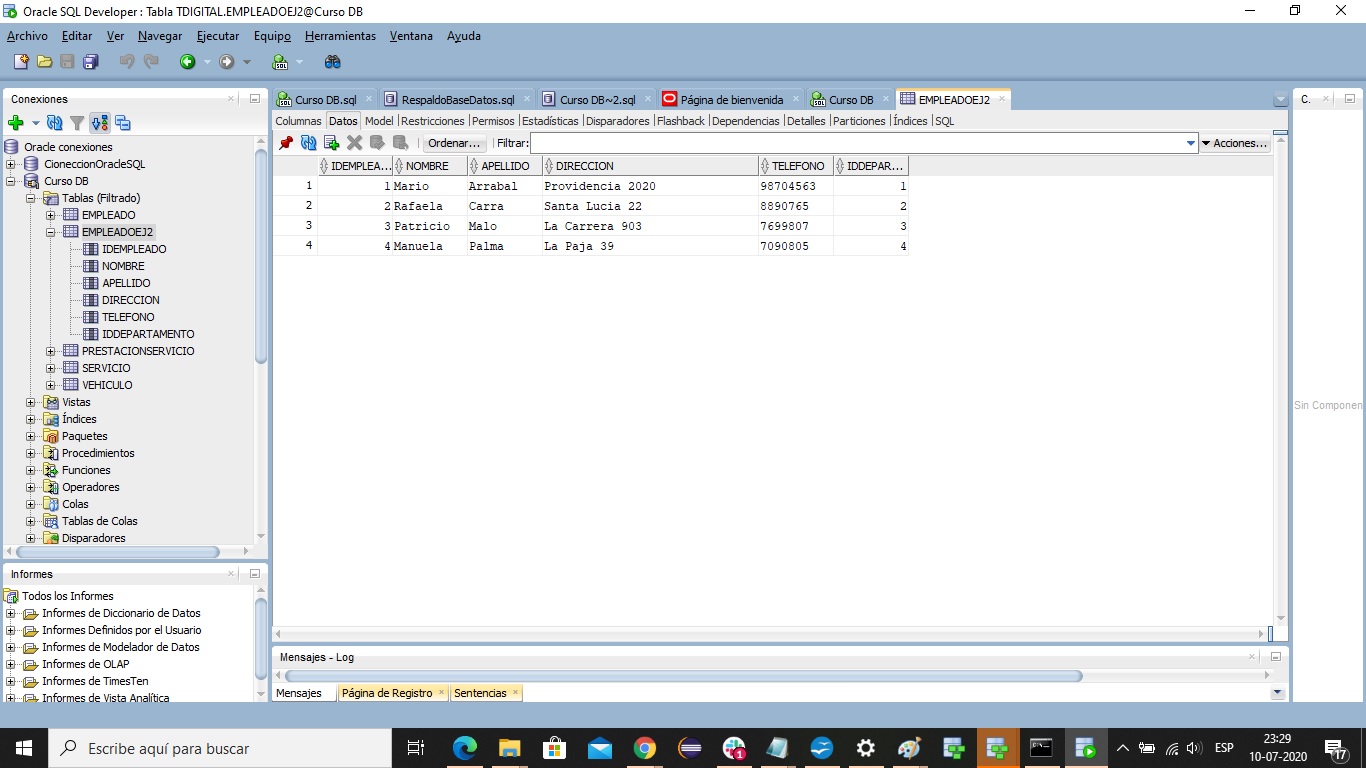 Oracle SQL Developer : Tabla TDIGITAL.EMPLEADOEJ2@Curso DB
Archivo Editar Ver Navegar Ejecutar Equipo Herramientas Ventana Ayuda
Conexiones
Oracle conexiones
CioneccionOracleSQL
Curso DB
Tablas (Filtrado)
EMPLEADO
EMPLEADOEJ2
IDEMPLEADO
NOMBRE
APELLIDO
DIRECCION
TELEFONO
IDDEPARTAMENTO
PRESTACIONSERVICIO
SERVICIO
VEHICULO
Vistas
Índices
Paquetes
Procedimientos
Funciones
Operadores
Colas
Tablas de Colas
Disparadores
Informes
Todos los Informes
Informes de Diccionario de Datos
Informes Definidos por el Usuario
Informes de Modelador de Datos
Informes de OLAP
Informes de TimesTen
Informes de Vista Analítica
Curso DB.sql RespaldoBaseDatos.sql Curso DB~2.sql Página de bienvenida Curso DB EMPLEADOEJ2
Columnas Datos Model |Restricciones |Permisos |Estadísticas |Disparadores |Flashback |Dependencias |Detalles |Particiones |Índices |SQL
Ordenar... Filtrar: Acciones...
IDEMPLEA... NOMBRE APELLIDO DIRECCION TELEFONO IDDEPAR...
1 1 Mario Arrabal Providencia 2020 98704563 1
2 2 Rafaela Carra Santa Lucia 22 8890765 2
3 3 Patricio Malo La Carrera 903 7699807 3
4 4 Manuela Palma La Paja 39 7090805 4
C.
Sin Componen
Mensajes - Log
Mensajes Página de Registro Sentencias
Escribe aquí para buscar
1
ESP
23:29
10-07-2020
17